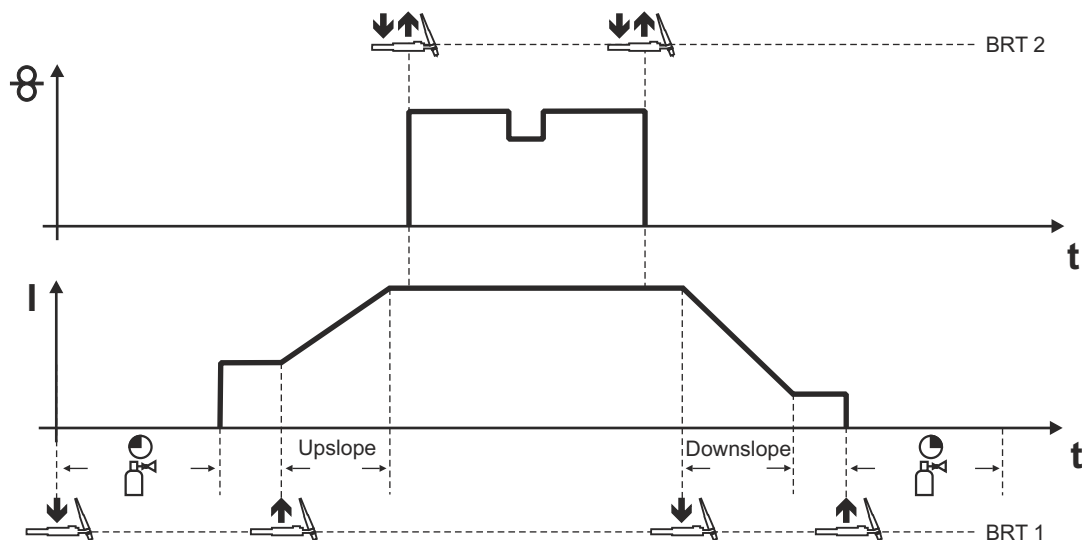 BRT 2
t
I
Upslope
Downslope
t
BRT 1